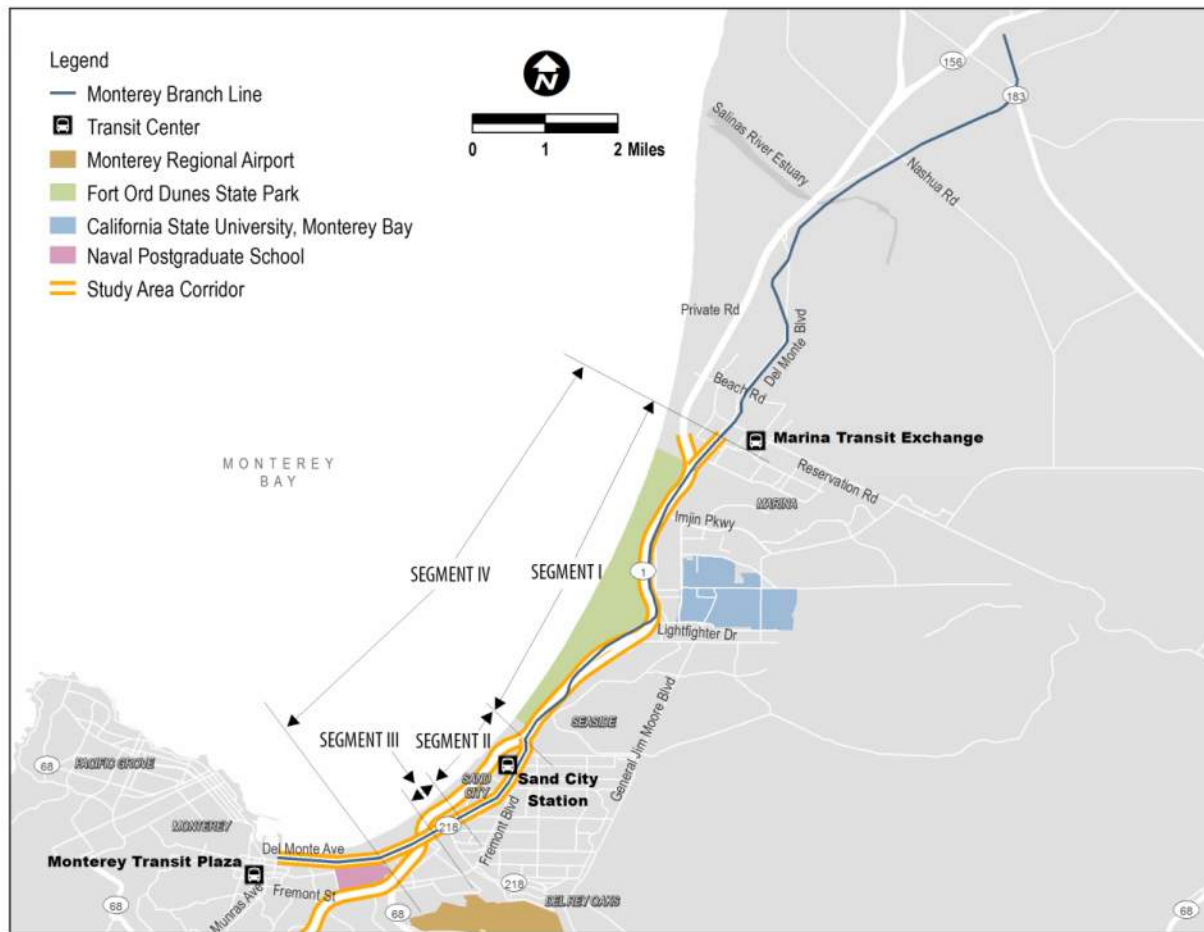 Legend
Monterey Branch Line
Transit Center
Monterey Regional Airport
Fort Ord Dunes State Park
California State University, Monterey Bay
Naval Postgraduate School
Study Area Corridor
N
0 1 2 Miles
156
183
Salinas River Estuary
Nashua Rd
Private Rd
Del Monte Blvd
Beach Rd
Marina Transit Exchange
MONTEREY
BAY
Reservation Rd
MARINA
Imjin Pkwy
SEGMENT IV
SEGMENT I
1
Lightfighter Dr
General Jim Moore Blvd
SEASIDE
SEGMENT III
SEGMENT II
68
PACIFIC GROVE
SAND
CITY
Sand City
Station
Fremont Blvd
MONTEREY
218
Del Monte Ave
Monterey Transit Plaza
Munras Ave
Fremont St
218
DEL REY OAKS
68
68
68